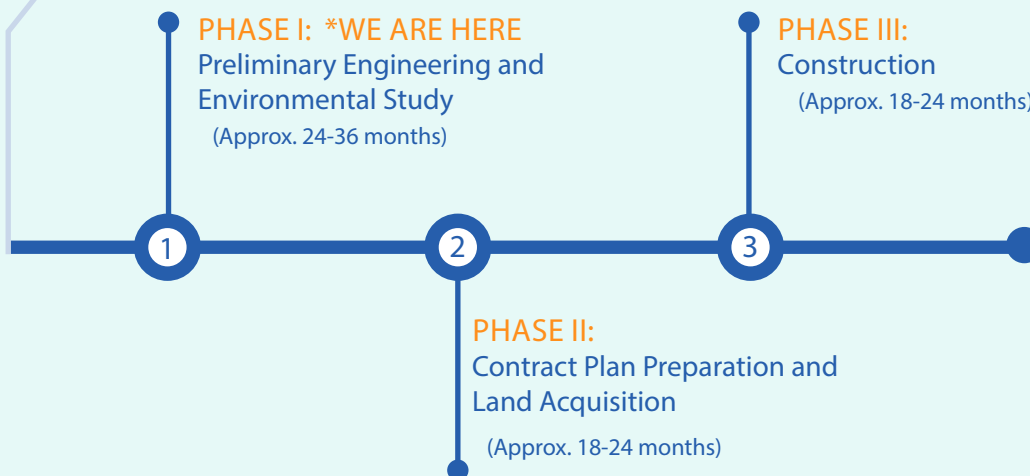 PHASE I: *WE ARE HERE
Preliminary Engineering and
Environmental Study
(Approx. 24-36 months)
PHASE III:
Construction
(Approx. 18-24 months)
1
2
3
PHASE II:
Contract Plan Preparation and
Land Acquisition
(Approx. 18-24 months)